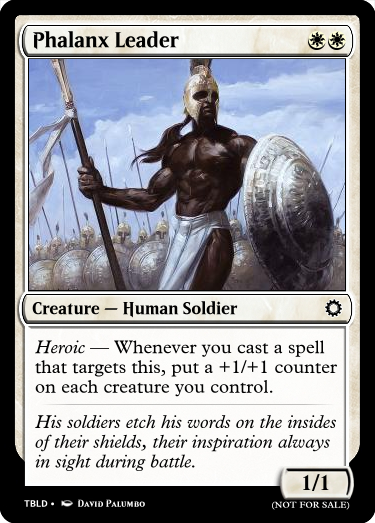 Phalanx Leader
Creature — Human Soldier
Heroic — Whenever you cast a spell
that targets this, put a +1/+1 counter
on each creature you control.
His soldiers etch his words on the insides
of their shields, their inspiration always
in sight during battle.
1/1
TBLD • David Palumbo
(NOT FOR SALE)